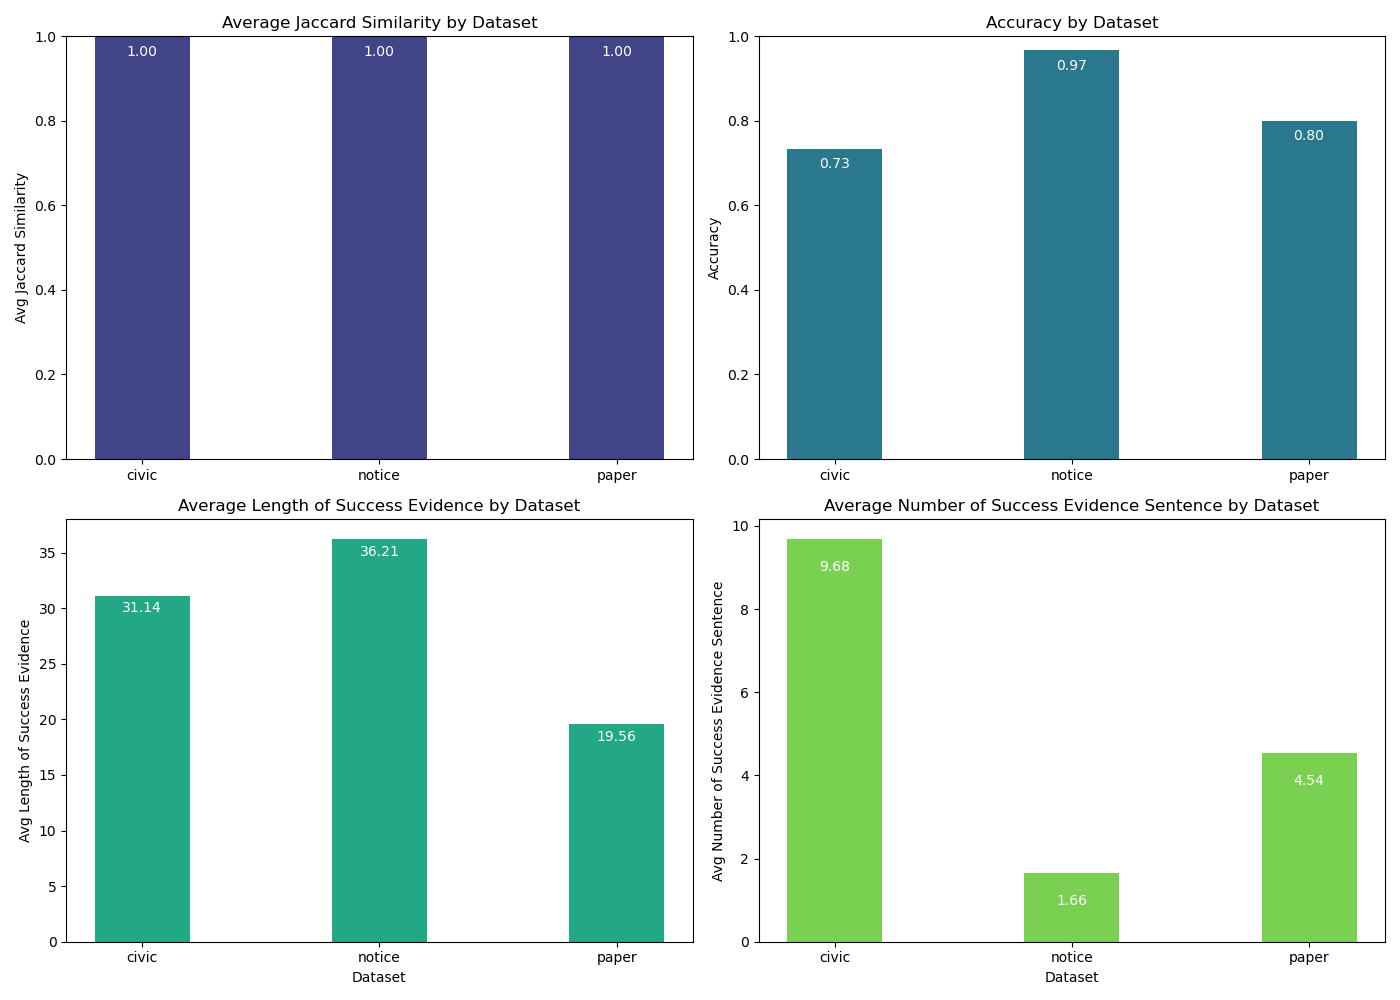 Average Jaccard Similarity by Dataset
Avg Jaccard Similarity
1.0
0.8
0.6
0.4
0.2
0.0
1.00
1.00
1.00
civic
notice
paper
Accuracy by Dataset
Accuracy
1.0
0.8
0.6
0.4
0.2
0.0
0.73
0.97
0.80
civic
notice
paper
Average Length of Success Evidence by Dataset
Avg Length of Success Evidence
35
30
25
20
15
10
5
0
31.14
36.21
19.56
civic
notice
paper
Dataset
Average Number of Success Evidence Sentence by Dataset
Avg Number of Success Evidence Sentence
10
8
6
4
2
0
9.68
1.66
4.54
civic
notice
paper
Dataset